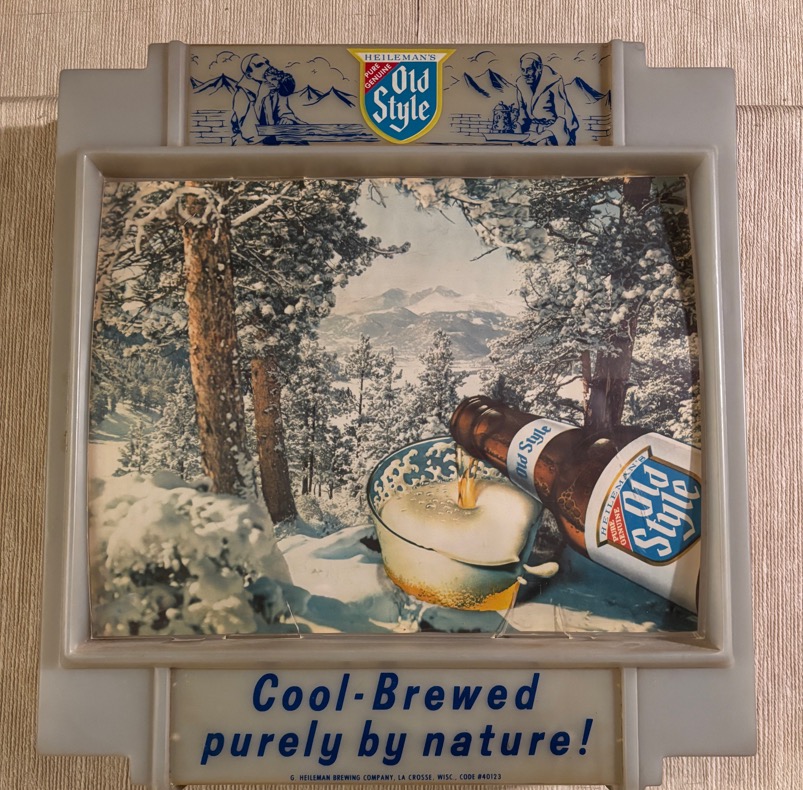 HEILEMAN'S
PURE GENUINE
Old
Style
Old Style
HEILEMAN'S
PURE GENUINE
Old
Style
Cool-Brewed
purely by nature!
G. HEILEMAN BREWING COMPANY, LA CROSSE, WISC., CODE #40123